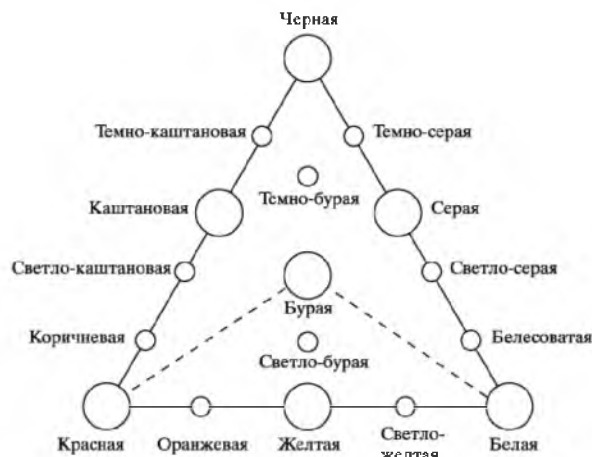 Черная
Темно-каштановая
Темно-серая
Темно-бурая
Каштановая
Серая
Светло-каштановая
Светло-серая
Бурая
Коричневая
Белесоватая
Светло-бурая
Красная
Оранжевая
Желтая
Светло-
желтая
Белая